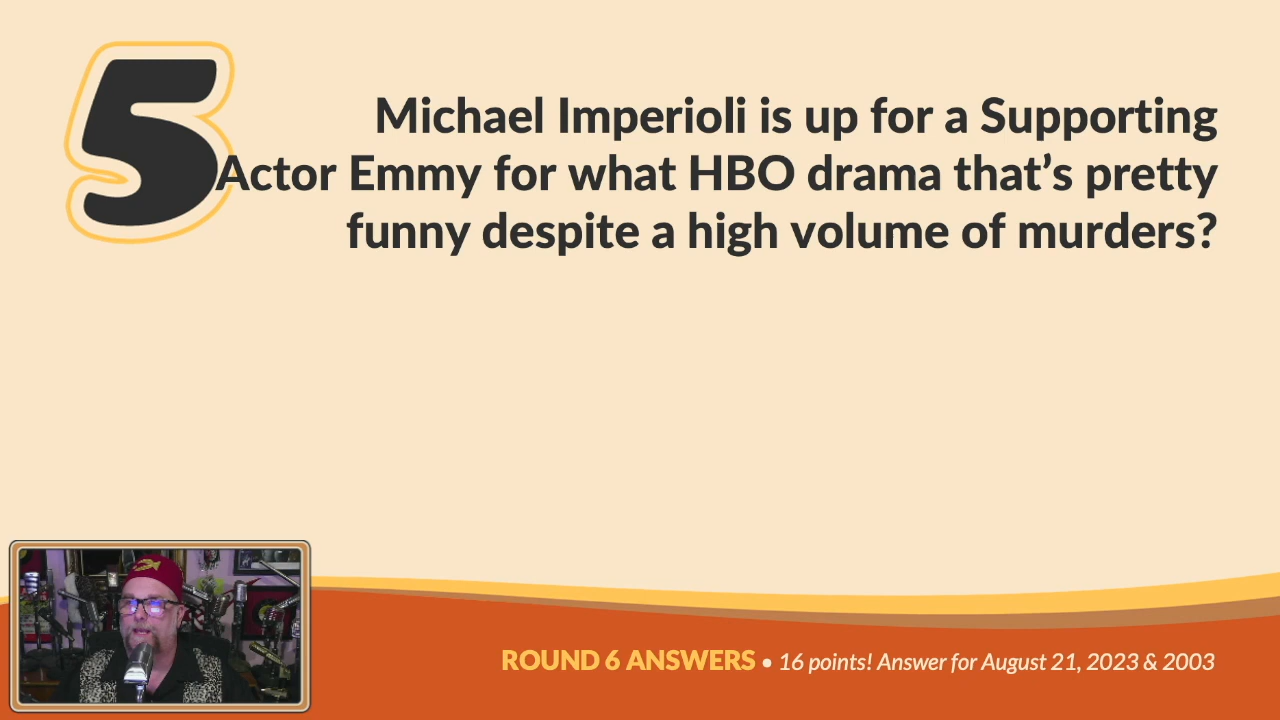 5
Michael Imperioli is up for a Supporting
Actor Emmy for what HBO drama that’s pretty
funny despite a high volume of murders?
ROUND 6 ANSWERS • 16 points! Answer for August 21, 2023 & 2003